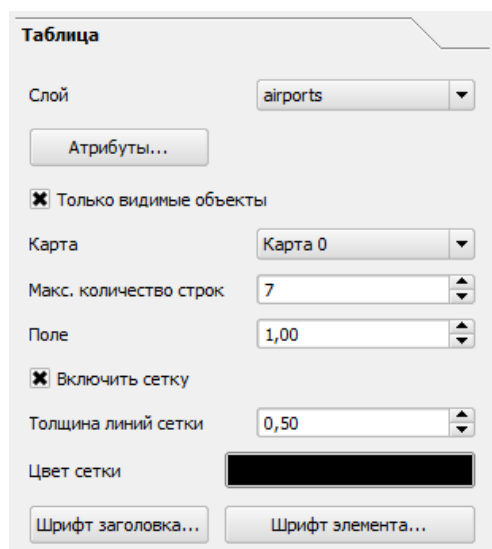 Таблица
Слой airports
Атрибуты...
Только видимые объекты
Карта Карта 0
Макс. количество строк 7
Поле 1,00
Включить сетку
Толщина линий сетки 0,50
Цвет сетки
Шрифт заголовка... Шрифт элемента...